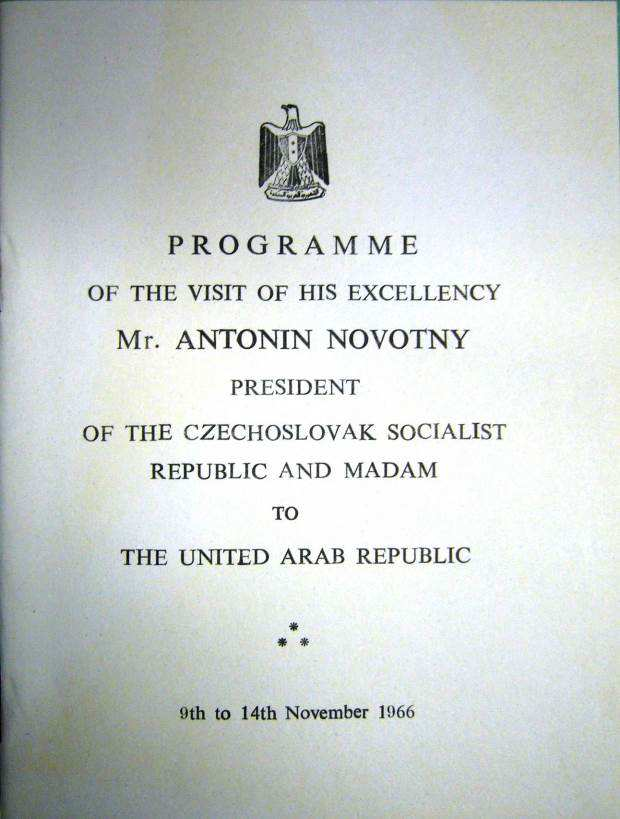 PROGRAMME
OF THE VISIT OF HIS EXCELLENCY
Mr. ANTONIN NOVOTNY
PRESIDENT
OF THE CZECHOSLOVAK SOCIALIST
REPUBLIC AND MADAM
TO
THE UNITED ARAB REPUBLIC
*
* *
9th to 14th November 1966